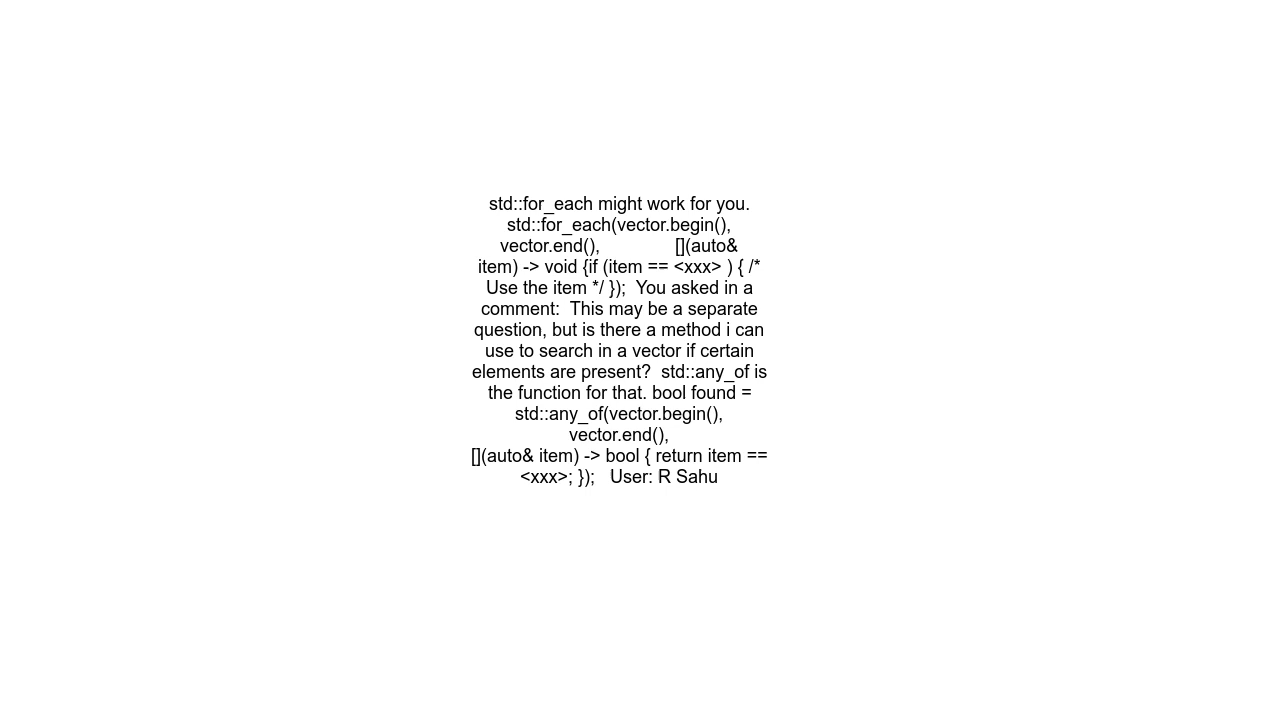 std::for_each might work for you.
std::for_each(vector.begin(),
vector.end(),               [](auto&
item) -> void {if (item == <xxx> ) { /*
Use the item */ });  You asked in a
comment:  This may be a separate
question, but is there a method i can
use to search in a vector if certain
elements are present?  std::any_of is
the function for that. bool found =
std::any_of(vector.begin(),
vector.end(),
[](auto& item) -> bool { return item ==
<xxx>; });   User: R Sahu